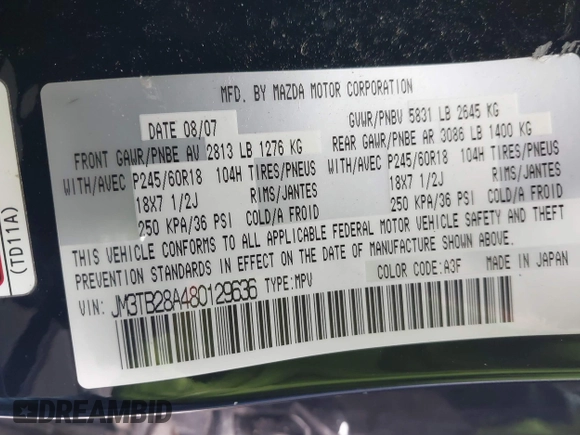 MFD. BY MAZDA MOTOR CORPORATION
DATE 08/07
GVWR/PNBV 5831 LB 2645 KG
FRONT GAWR/PNBE AV 2813 LB 1276 KG
REAR GAWR/PNBE AR 3086 LB 1400 KG
WITH/AVEC P245/60R18 104H TIRES/PNEUS
18X7 1/2J RIMS/JANTES
250 KPA/36 PSI COLD/A FROID
WITH/AVEC P245/60R18 104H TIRES/PNEUS
18X7 1/2J RIMS/JANTES
250 KPA/36 PSI COLD/A FROID
THIS VEHICLE CONFORMS TO ALL APPLICABLE FEDERAL MOTOR VEHICLE SAFETY AND THEFT
PREVENTION STANDARDS IN EFFECT ON THE DATE OF MANUFACTURE SHOWN ABOVE.
VIN: JM3TB28A480129636 TYPE:MPV COLOR CODE:A3F MADE IN JAPAN
(TD11A)
DREAMBID